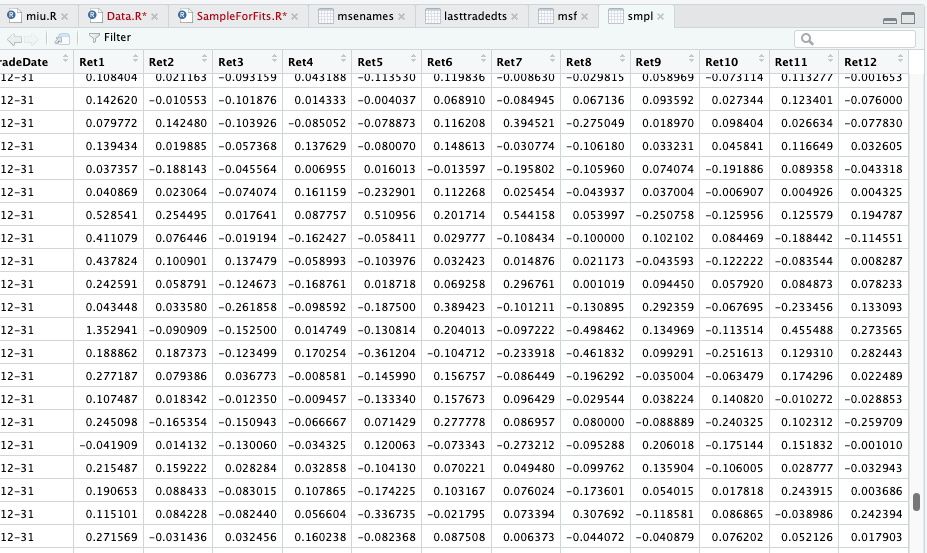 miu.R Data.R* SampleForFits.R* msenames lasttradedts msf smpl
Filter
radeDate Ret1 Ret2 Ret3 Ret4 Ret5 Ret6 Ret7 Ret8 Ret9 Ret10 Ret11 Ret12
12-31 0.108404 0.021163 -0.093159 0.043188 -0.113530 0.119836 -0.008630 -0.029815 0.058969 -0.073114 0.113277 -0.001653
12-31 0.142620 -0.010553 -0.101876 0.014333 -0.004037 0.068910 -0.084945 0.067136 0.093592 0.027344 0.123401 -0.076000
12-31 0.079772 0.142480 -0.103926 -0.085052 -0.078873 0.116208 0.394521 -0.275049 0.018970 0.098404 0.026634 -0.077830
12-31 0.139434 0.019885 -0.057368 0.137629 -0.080070 0.148613 -0.030774 -0.106180 0.033231 0.045841 0.116649 0.032605
12-31 0.037357 -0.188143 -0.045564 0.006955 0.016013 -0.013597 -0.195802 -0.105960 0.074074 -0.191886 0.089358 -0.043318
12-31 0.040869 0.023064 -0.074074 0.161159 -0.232901 0.112268 0.025454 -0.043937 0.037004 -0.006907 0.004926 0.004325
12-31 0.528541 0.254495 0.017641 0.087757 0.510956 0.201714 0.544158 0.053997 -0.250758 -0.125956 0.125579 0.194787
12-31 0.411079 0.076446 -0.019194 -0.162427 -0.058411 0.029777 -0.108434 -0.100000 0.102102 0.084469 -0.188442 -0.114551
12-31 0.437824 0.100901 0.137479 -0.058993 -0.103976 0.032423 0.014876 0.021173 -0.043593 -0.122222 -0.083544 0.008287
12-31 0.242591 0.058791 -0.124673 -0.168761 0.018718 0.069258 0.296761 0.001019 0.094450 0.057920 0.084873 0.078233
12-31 0.043448 0.033580 -0.261858 -0.098592 -0.187500 0.389423 -0.101211 -0.130895 0.292359 -0.067695 -0.233456 0.133093
12-31 1.352941 -0.090909 -0.152500 0.014749 -0.130814 0.204013 -0.097222 -0.498462 0.134969 -0.113514 0.455488 0.273565
12-31 0.188862 0.187373 -0.123499 0.170254 -0.361204 -0.104712 -0.233918 -0.461832 0.099291 -0.251613 0.129310 0.282443
12-31 0.277187 0.079386 0.036773 -0.008581 -0.145990 0.156757 -0.086449 -0.196292 -0.035004 -0.063479 0.174296 0.022489
12-31 0.107487 0.018342 -0.012350 -0.009457 -0.133340 0.157673 0.096429 -0.029544 0.038224 0.140820 -0.010272 -0.028853
12-31 0.245098 -0.165354 -0.150943 -0.066667 0.071429 0.277778 0.086957 0.080000 -0.088889 -0.240325 0.102312 -0.259709
12-31 -0.041909 0.014132 -0.130060 -0.034325 0.120063 -0.073343 -0.273212 -0.095288 0.206018 -0.175144 0.151832 -0.001010
12-31 0.215487 0.159222 0.028284 0.032858 -0.104130 0.070221 0.049480 -0.099762 0.135904 -0.106005 0.028777 -0.032943
12-31 0.190653 0.088433 -0.083015 0.107865 -0.174225 0.103167 0.076024 -0.173601 0.054015 0.017818 0.243915 0.003686
12-31 0.115101 0.084228 -0.082440 0.056604 -0.336735 -0.021795 0.073394 0.307692 -0.118581 0.086865 -0.038986 0.242394
12-31 0.271569 -0.031436 0.032456 0.160238 -0.082368 0.087508 0.006373 -0.044072 -0.040879 0.076202 0.052126 0.017903